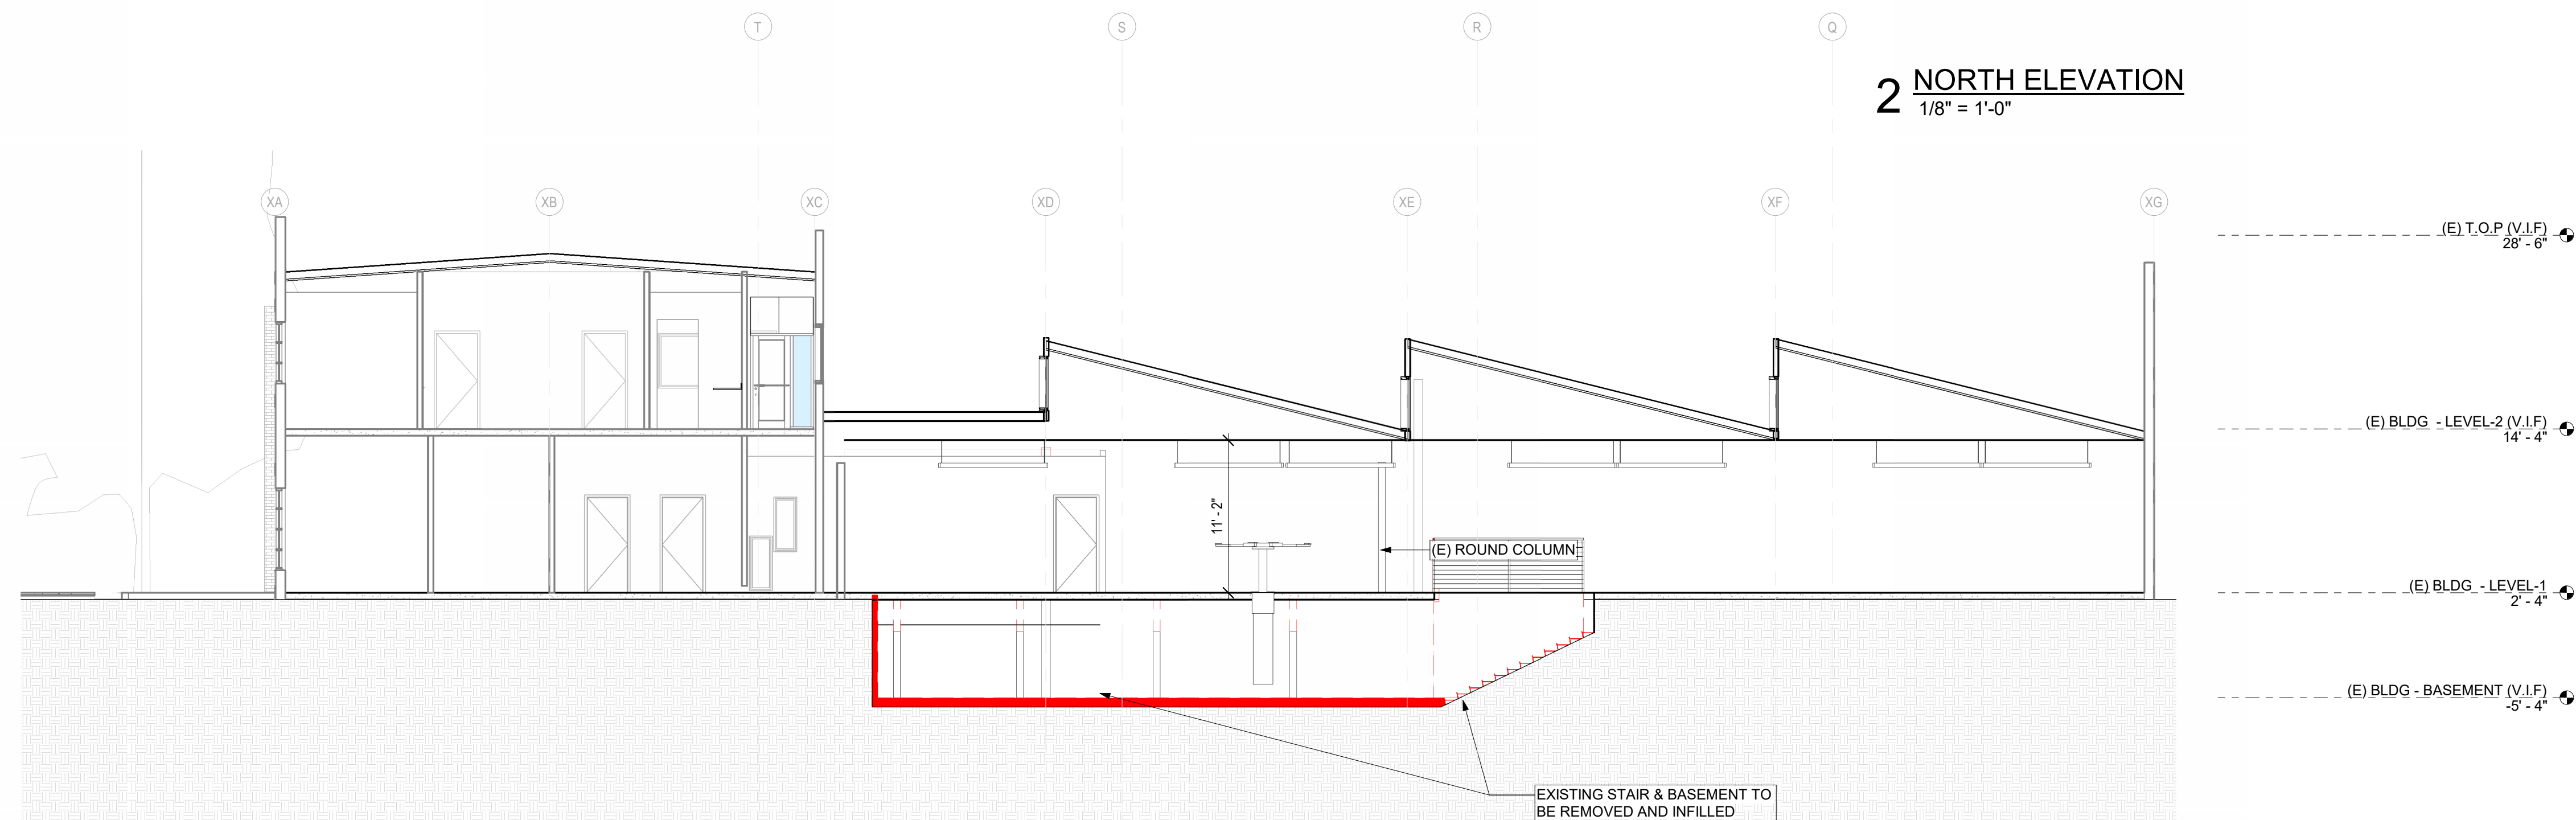 T
S
R
Q
2 NORTH ELEVATION
1/8" = 1'-0"
XA
XB
XC
XD
XE
XF
XG
(E) T.O.P (V.I.F)
28' - 6"
(E) BLDG - LEVEL-2 (V.I.F)
14' - 4"
11' - 2"
(E) ROUND COLUMN
(E) BLDG - LEVEL-1
2' - 4"
(E) BLDG - BASEMENT (V.I.F)
-5' - 4"
EXISTING STAIR & BASEMENT TO
BE REMOVED AND INFILLED